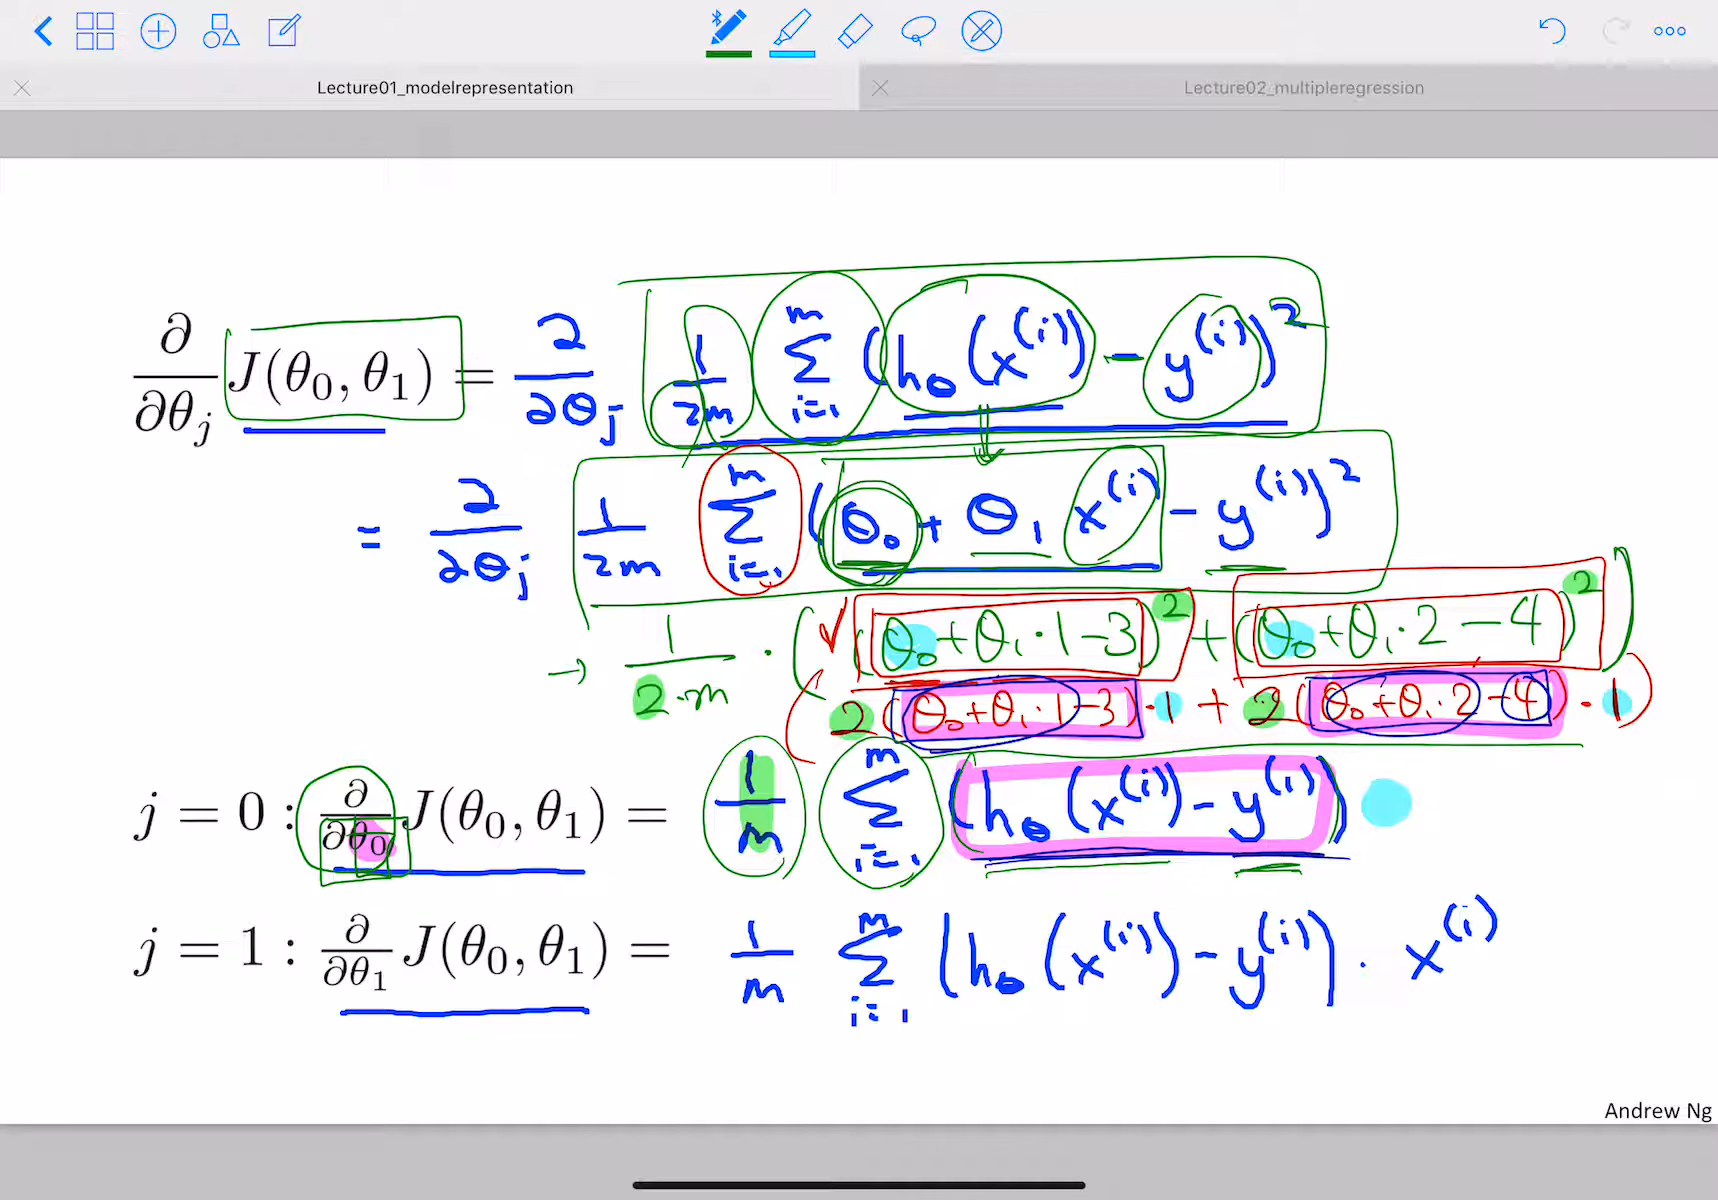 Lecture01_modelrepresentation
Lecture02_multipleregression
∂/∂θj J(θ0, θ1) = ∂/∂θj 1/2m Σ_{i=1}^{m} (hθ(x^(i)) - y^(i))^2
= ∂/∂θj 1/2m Σ_{i=1}^{m} (θ0 + θ1 x^(i) - y^(i))^2
→ 1/2·m · ((θ0+θ1·1-3)^2 + (θ0+θ1·2-4)^2)
(2(θ0+θ1·1-3)·1 + 2(θ0+θ1·2-4)·1)
j = 0 : ∂/∂θ0 J(θ0, θ1) = 1/m Σ_{i=1}^{m} (hθ(x^(i)) - y^(i))
j = 1 : ∂/∂θ1 J(θ0, θ1) = 1/m Σ_{i=1}^{m} (hθ(x^(i)) - y^(i)) · x^(i)
Andrew Ng